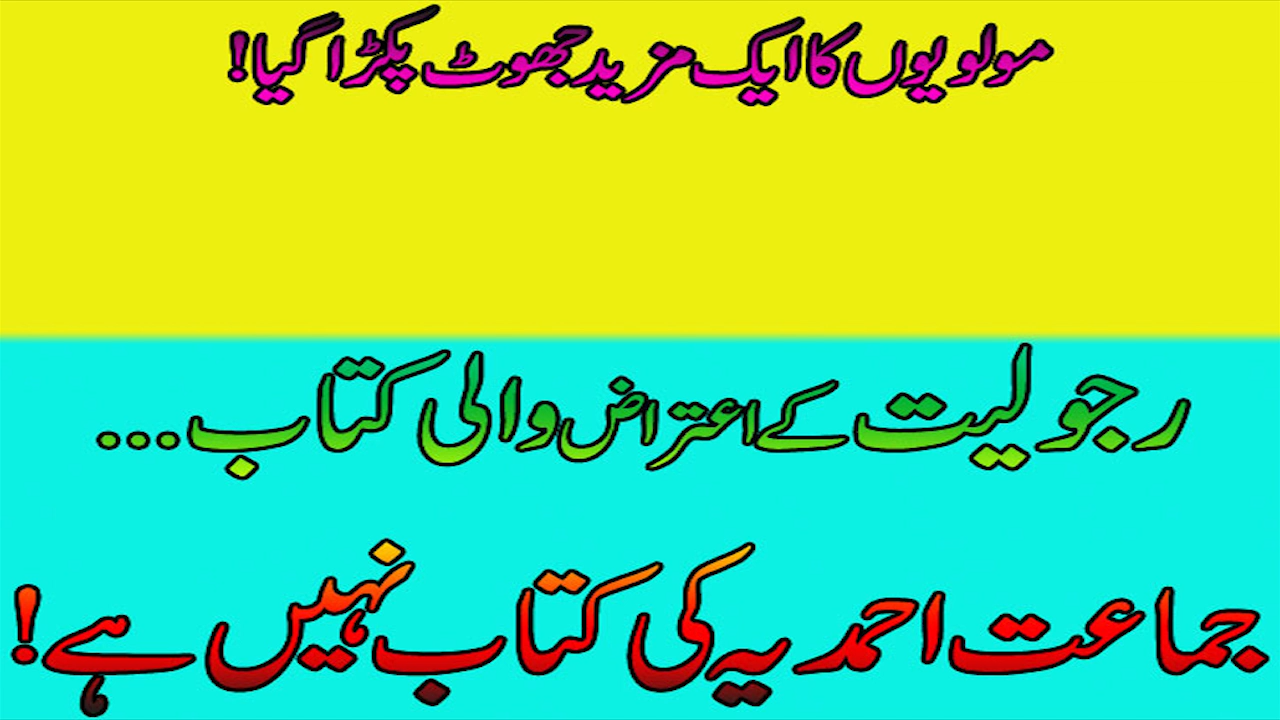 مولویوں کا ایک مزید جھوٹ پکڑا گیا!
رجولیت کے اعتراض والی کتاب...
جماعت احمدیہ کی کتاب نہیں ہے!